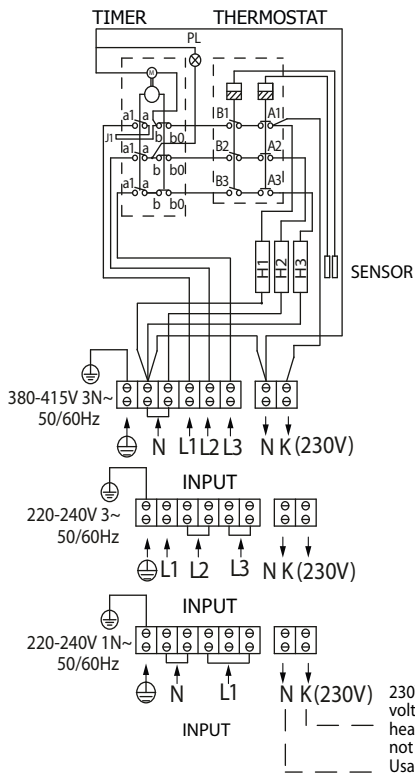 TIMER THERMOSTAT
PL
M
a1 a B1 A1
J1 b b0
a1 a B2 A2
b b0
a1 a B3 A3
b b0
H1 H2 H3
SENSOR
380-415V 3N~
50/60Hz
N L1 L2 L3 N K (230V)
INPUT
220-240V 3~
50/60Hz
L1 L2 L3 N K (230V)
INPUT
220-240V 1N~
50/60Hz
N L1 N K (230V)
INPUT
230
volt
hea
not
Usa